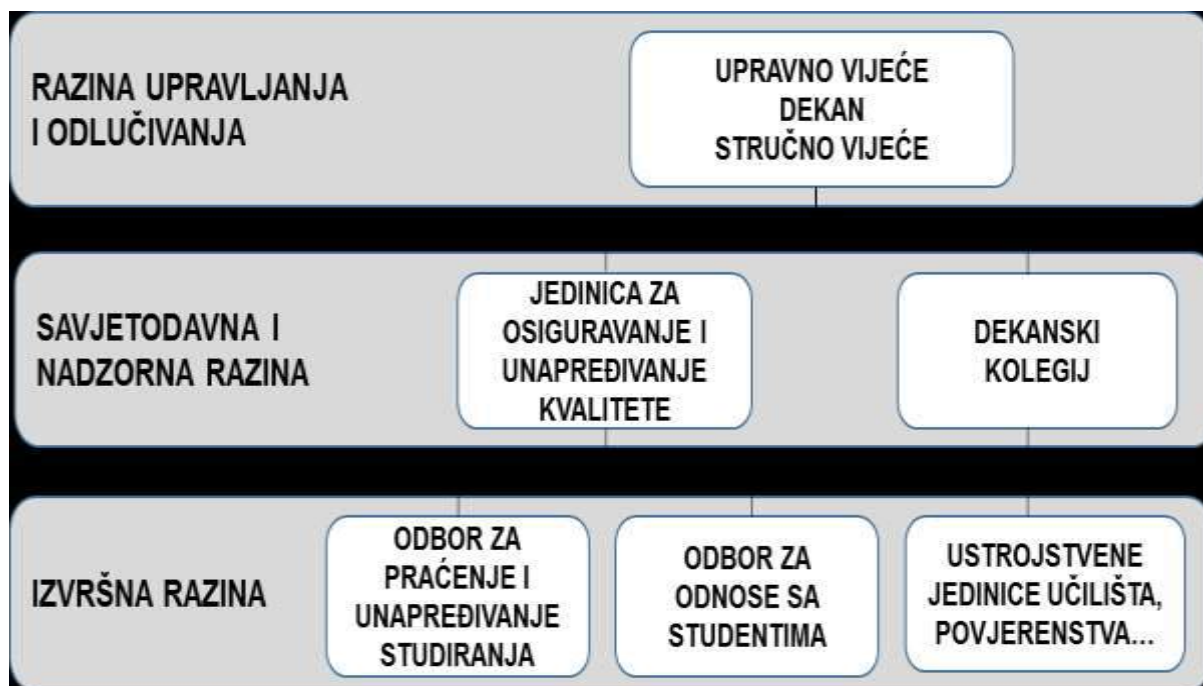 RAZINA UPRAVLJANJA
I ODLUČIVANJA
UPRAVNO VIJEĆE
DEKAN
STRUČNO VIJEĆE
SAVJETODAVNA I
NADZORNA RAZINA
JEDINICA ZA
OSIGURAVANJE I
UNAPREĐIVANJE
KVALITETE
DEKANSKI
KOLEGIJ
IZVRŠNA RAZINA
ODBOR ZA
PRAĆENJE I
UNAPREĐIVANJE
STUDIRANJA
ODBOR ZA
ODNOSE SA
STUDENTIMA
USTROJSTVENE
JEDINICE UČILIŠTA,
POVJERENSTVA...